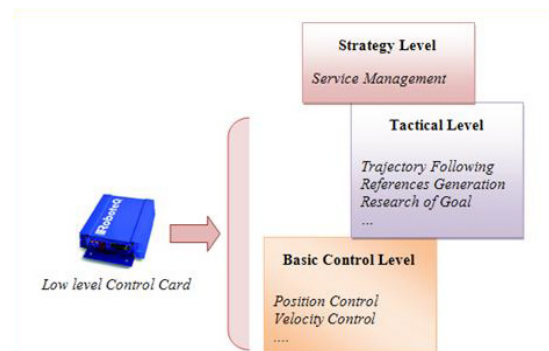 Strategy Level
Service Management
Tactical Level
Trajectory Following
References Generation
Research of Goal
...
RoboteQ
Low level Control Card
Basic Control Level
Position Control
Velocity Control
....